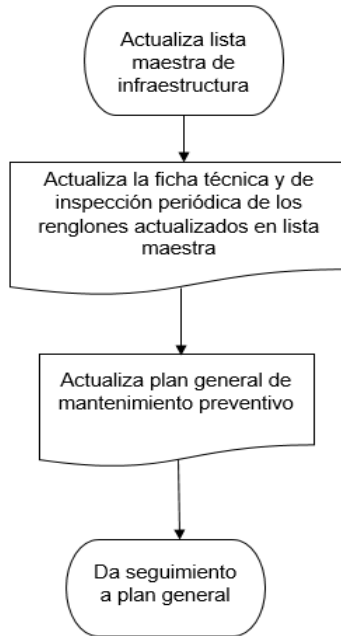 Actualiza lista
maestra de
infraestructura
Actualiza la ficha técnica y de
inspección periódica de los
renglones actualizados en lista
maestra
Actualiza plan general de
mantenimiento preventivo
Da seguimiento
a plan general